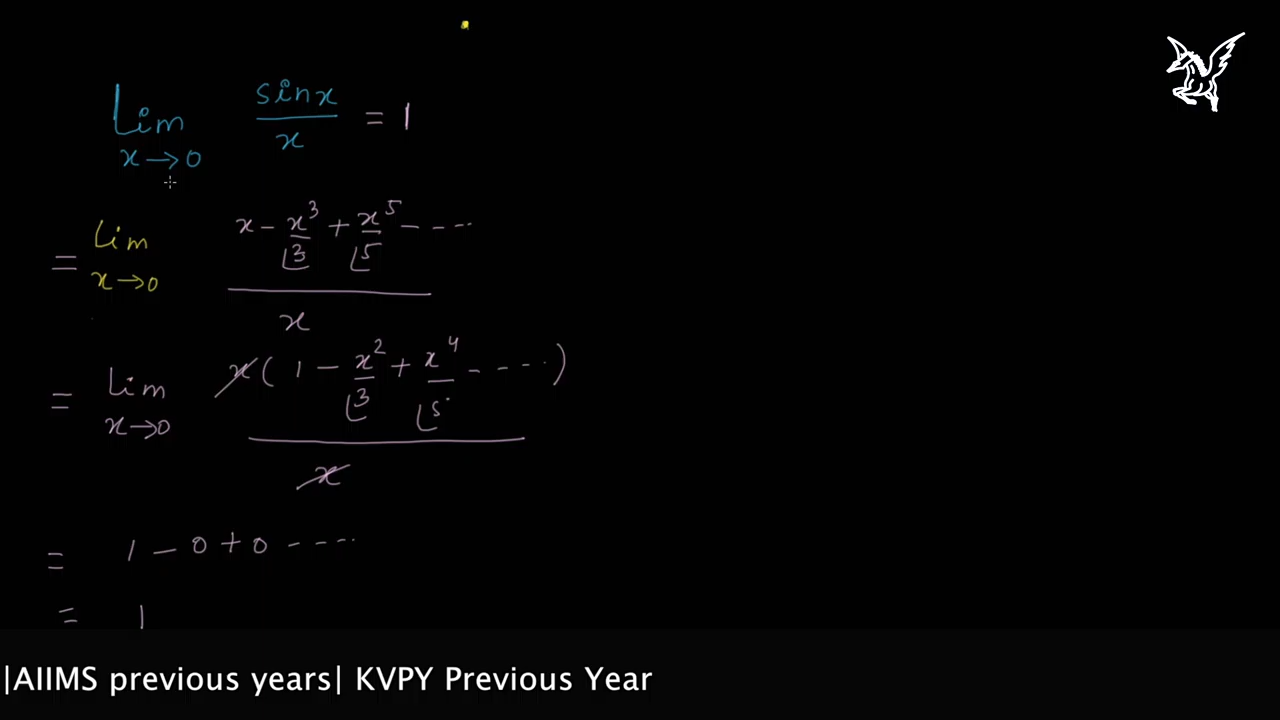 Lim x→0 sinx/x = 1
= Lim x→0 (x - x³/⌊3 + x⁵/⌊5 - - - ···)/x
= Lim x→0 x(1 - x²/⌊3 + x⁴/⌊5 - - - - ···)/x
= 1 - 0 + 0 - - - - ··
= 1
|AIIMS previous years| KVPY Previous Year